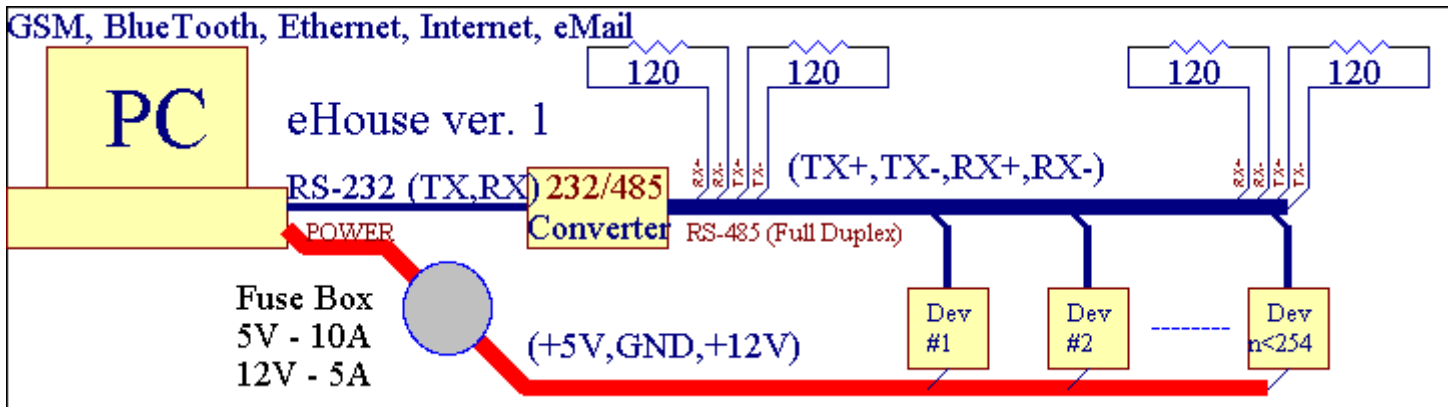 GSM, BlueTooth, Ethernet, Internet, eMail
120
120
120
120
PC
eHouse ver. 1
RX+
RX-
TX+
TX-
(TX+,TX-,RX+,RX-)
RX+
RX-
TX+
TX-
RS-232 (TX,RX)
232/485
Converter
POWER
RS-485 (Full Duplex)
Fuse Box
5V - 10A
12V - 5A
(+5V,GND,+12V)
Dev
#1
Dev
#2
--------
Dev
n<254